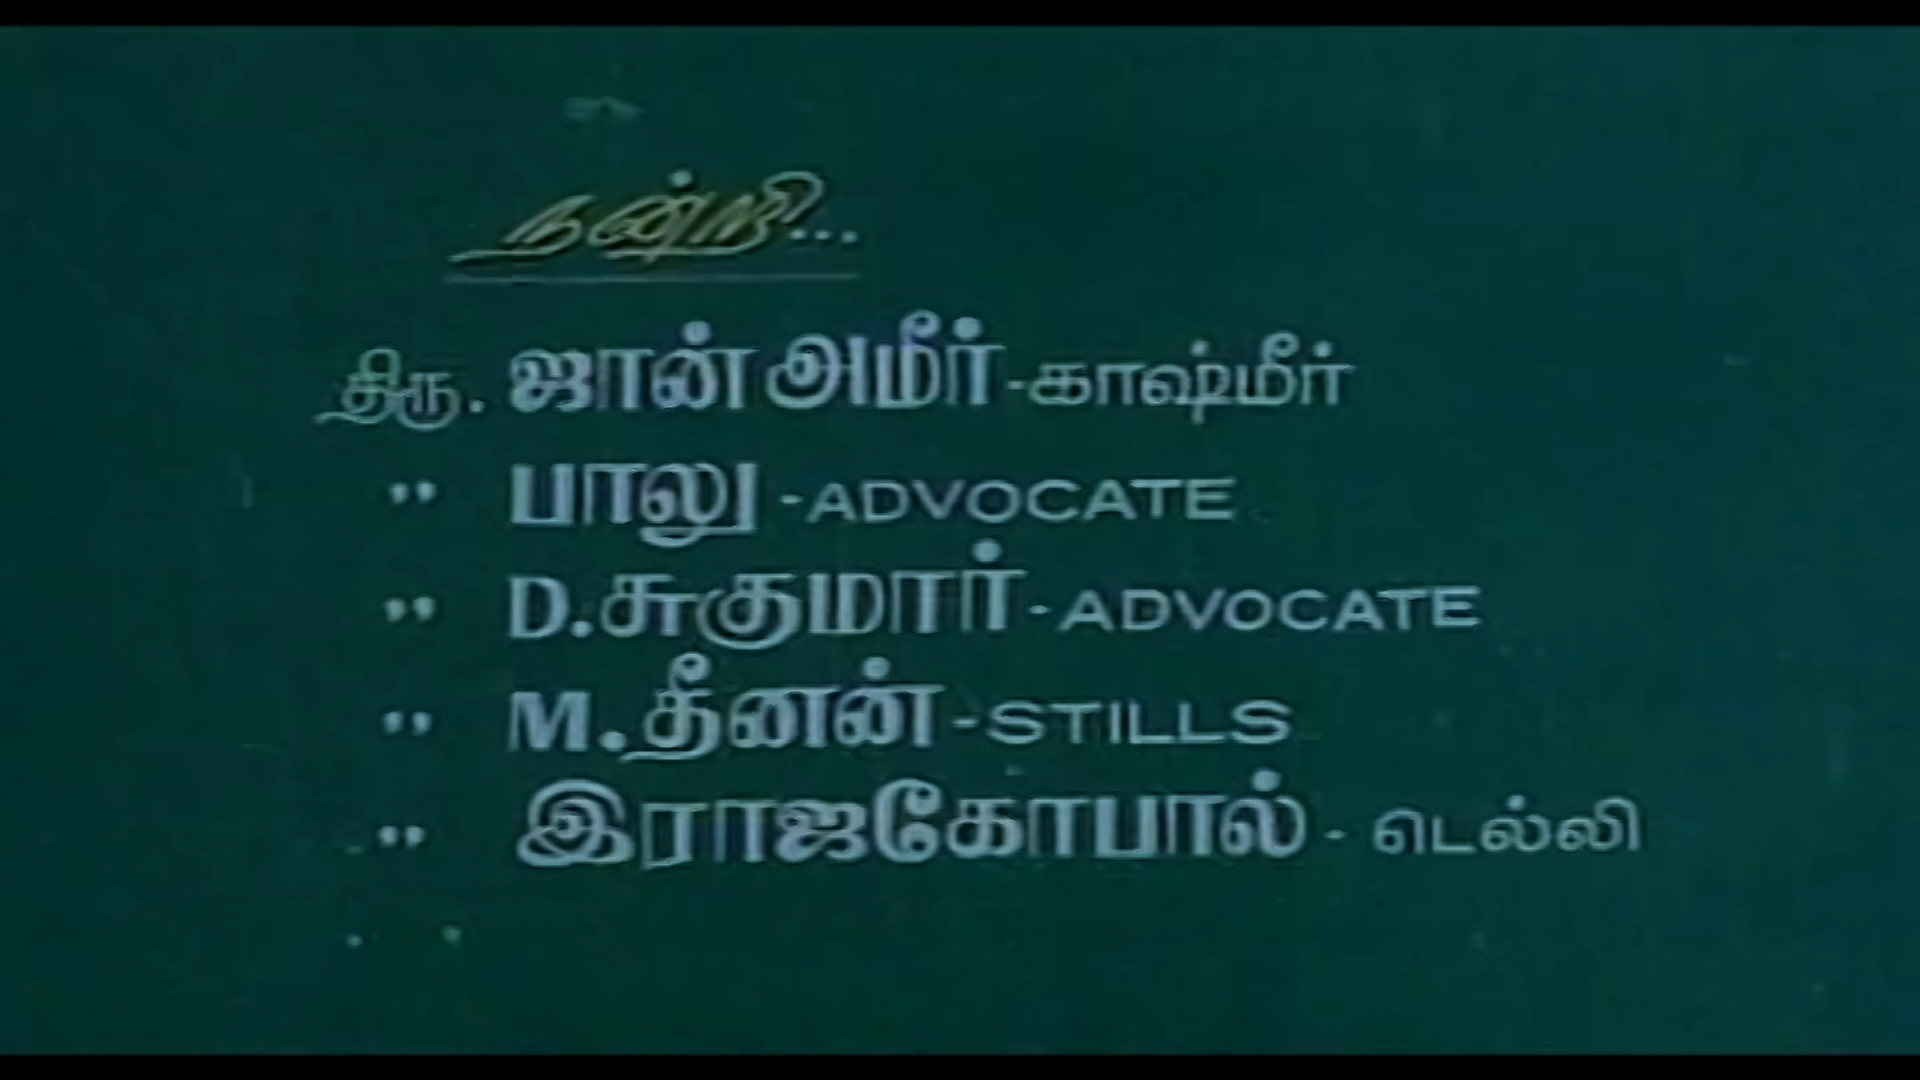 நன்றி...
திரு. ஜான் அமீர் - காஷ்மீர்
" பாலு - ADVOCATE
" D. சுகுமார் - ADVOCATE
" M. தீனன் - STILLS
" இராஜகோபால் - டெல்லி